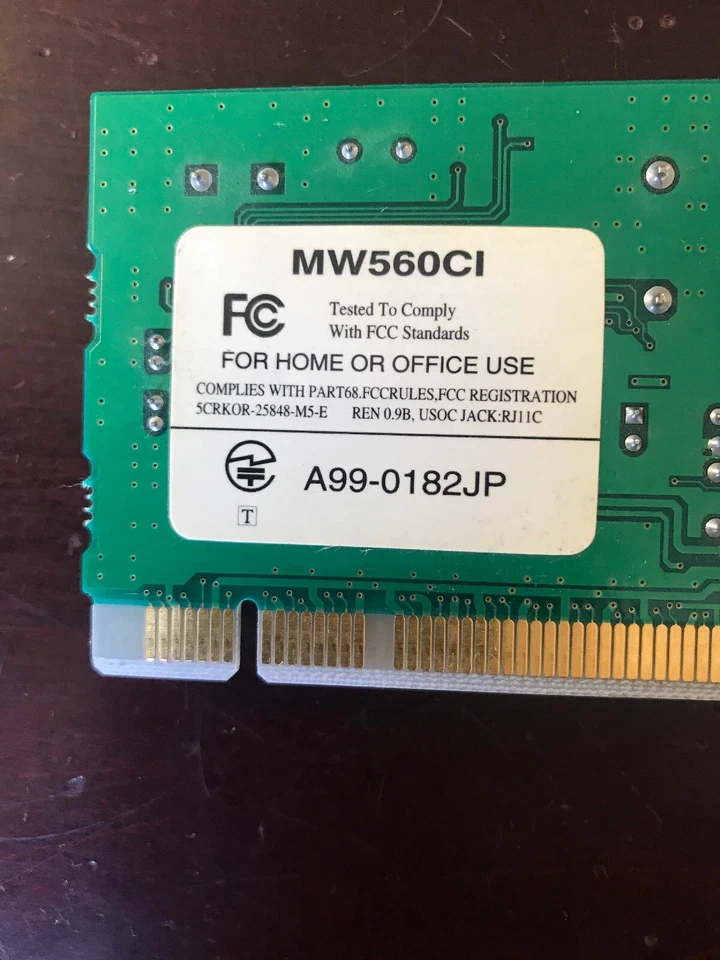 MW560CI
FC
Tested To Comply
With FCC Standards
FOR HOME OR OFFICE USE
COMPLIES WITH PART68.FCCRULES,FCC REGISTRATION
5CRKOR-25848-M5-E REN 0.9B, USOC JACK:RJ11C
A99-0182JP
T